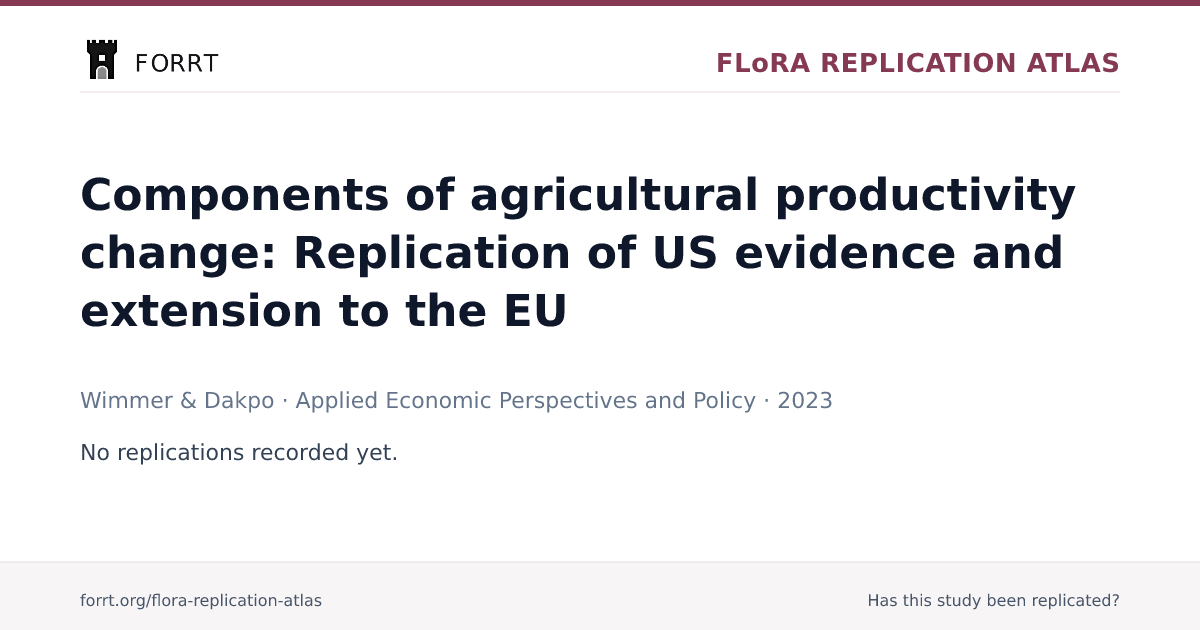 FORRT
FLoRA REPLICATION ATLAS
Components of agricultural productivity
change: Replication of US evidence and
extension to the EU
Wimmer & Dakpo · Applied Economic Perspectives and Policy · 2023
No replications recorded yet.
forrt.org/flora-replication-atlas
Has this study been replicated?